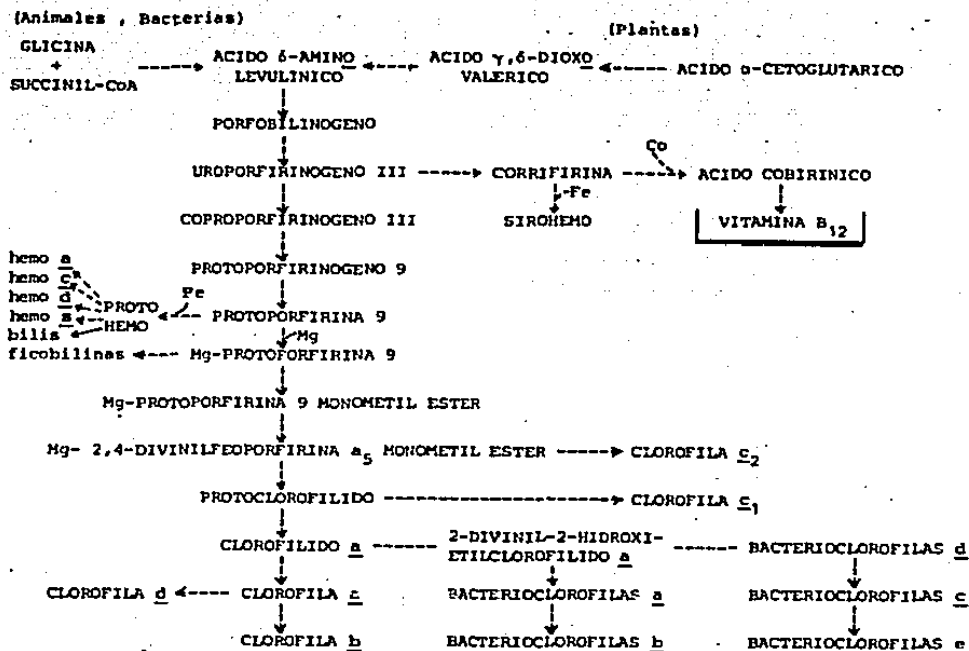 (Animales , Bacterias)
(Plantas)
GLICINA
+
SUCCINIL-CoA
ACIDO δ-AMINO
LEVULINICO
ACIDO γ,δ-DIOXO
VALERICO
ACIDO α-CETOGLUTARICO
PORFOBILINOGENO
UROPORFIRINOGENO III
CORRIFIRINA
Co
ACIDO COBIRINICO
-Fe
COPROPORFIRINOGENO III
SIROHEMO
VITAMINA B12
PROTOPORFIRINOGENO 9
hemo a
hemo c
hemo d
hemo
bilis
PROTO
HEMO
Fe
PROTOPORFIRINA 9
Mg
ficobilinas
Mg-PROTOPORFIRINA 9
Mg-PROTOPORFIRINA 9 MONOMETIL ESTER
Mg- 2,4-DIVINILFEOPORFIRINA a5 MONOMETIL ESTER
CLOROFILA c2
PROTOCLOROFILIDO
CLOROFILA c1
CLOROFILIDO a
2-DIVINIL-2-HIDROXI-
ETILCLOROFILIDO a
BACTERIOCLOROFILAS d
CLOROFILA d
CLOROFILA c
BACTERIOCLOROFILAS a
BACTERIOCLOROFILAS c
CLOROFILA b
BACTERIOCLOROFILAS b
BACTERIOCLOROFILAS e